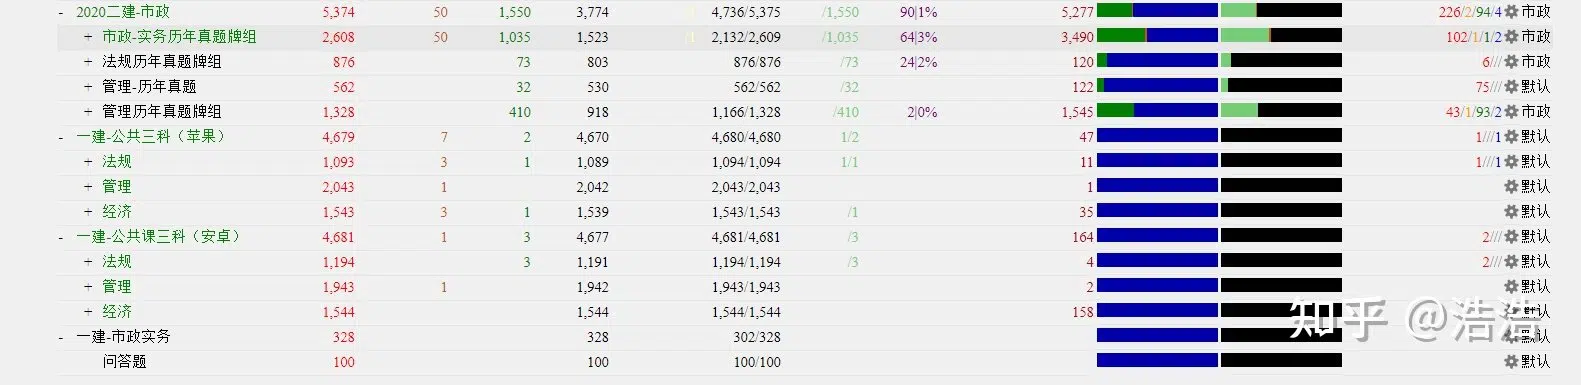 - 2020二建-市政 5,374 50 1,550 3,774 1 4,736/5,375 /1,550 90|1% 5,277 226/2/94/4 市政
+ 市政-实务历年真题牌组 2,608 50 1,035 1,523 /1 2,132/2,609 /1,035 64|3% 3,490 102/1/1/2 市政
+ 法规历年真题牌组 876 73 803 876/876 /73 24|2% 120 6/// 市政
+ 管理-历年真题 562 32 530 562/562 /32 122 75/// 默认
+ 管理历年真题牌组 1,328 410 918 1,166/1,328 /410 2|0% 1,545 43/1/93/2 市政
- 一建-公共三科（苹果） 4,679 7 2 4,670 4,680/4,680 1/2 47 1///1 默认
+ 法规 1,093 3 1 1,089 1,094/1,094 1/1 11 1///1 默认
+ 管理 2,043 1 2,042 2,043/2,043 1 默认
+ 经济 1,543 3 1 1,539 1,543/1,543 /1 35 默认
- 一建-公共课三科（安卓） 4,681 1 3 4,677 4,681/4,681 /3 164 2/// 默认
+ 法规 1,194 3 1,191 1,194/1,194 /3 4 2/// 默认
+ 管理 1,943 1 1,942 1,943/1,943 2 默认
+ 经济 1,544 1,544 1,544/1,544 158 默认
- 一建-市政实务 328 328 302/328 默认
问答题 100 100 100/100 默认
知乎 @浩浩